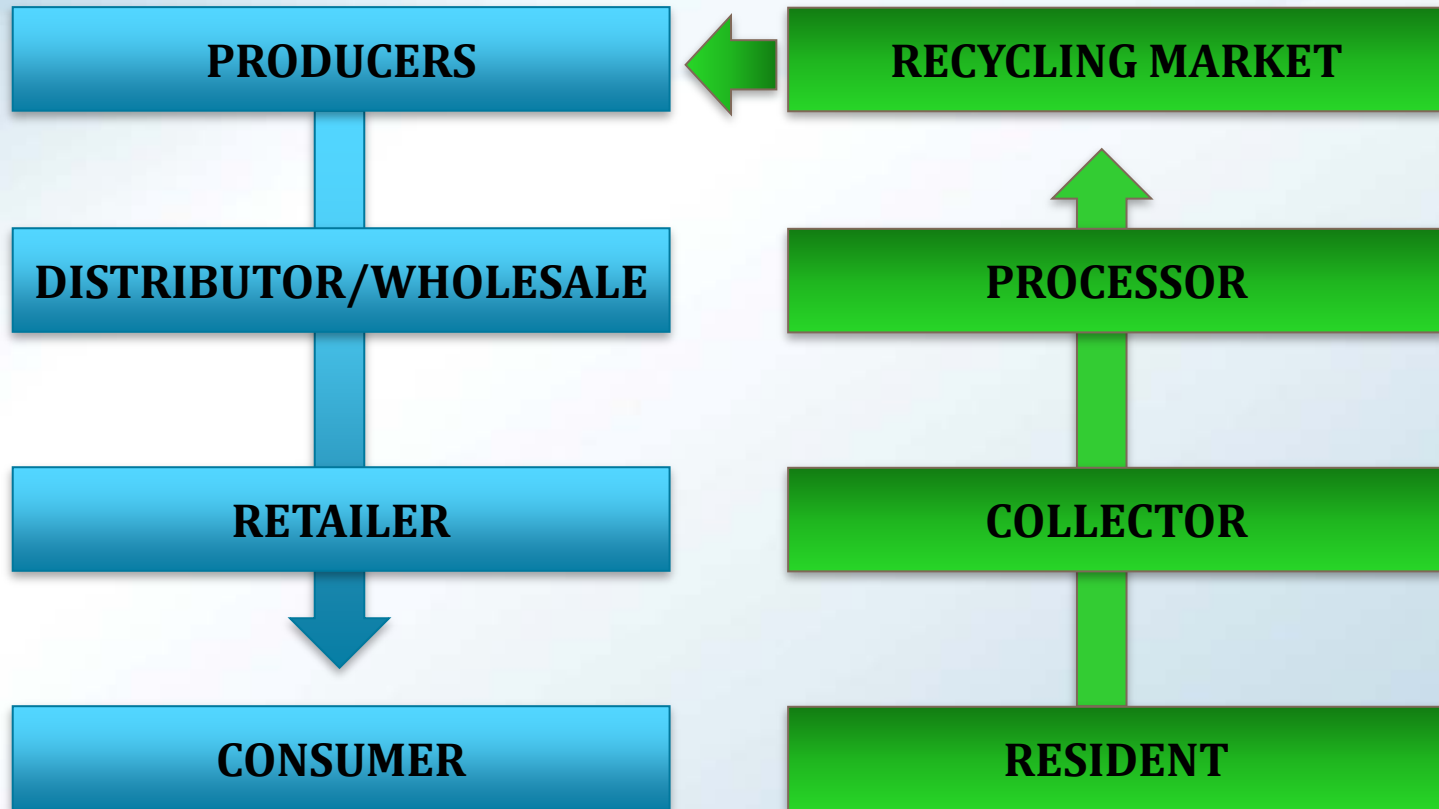 PRODUCERS
RECYCLING MARKET
DISTRIBUTOR/WHOLESALE
PROCESSOR
RETAILER
COLLECTOR
CONSUMER
RESIDENT